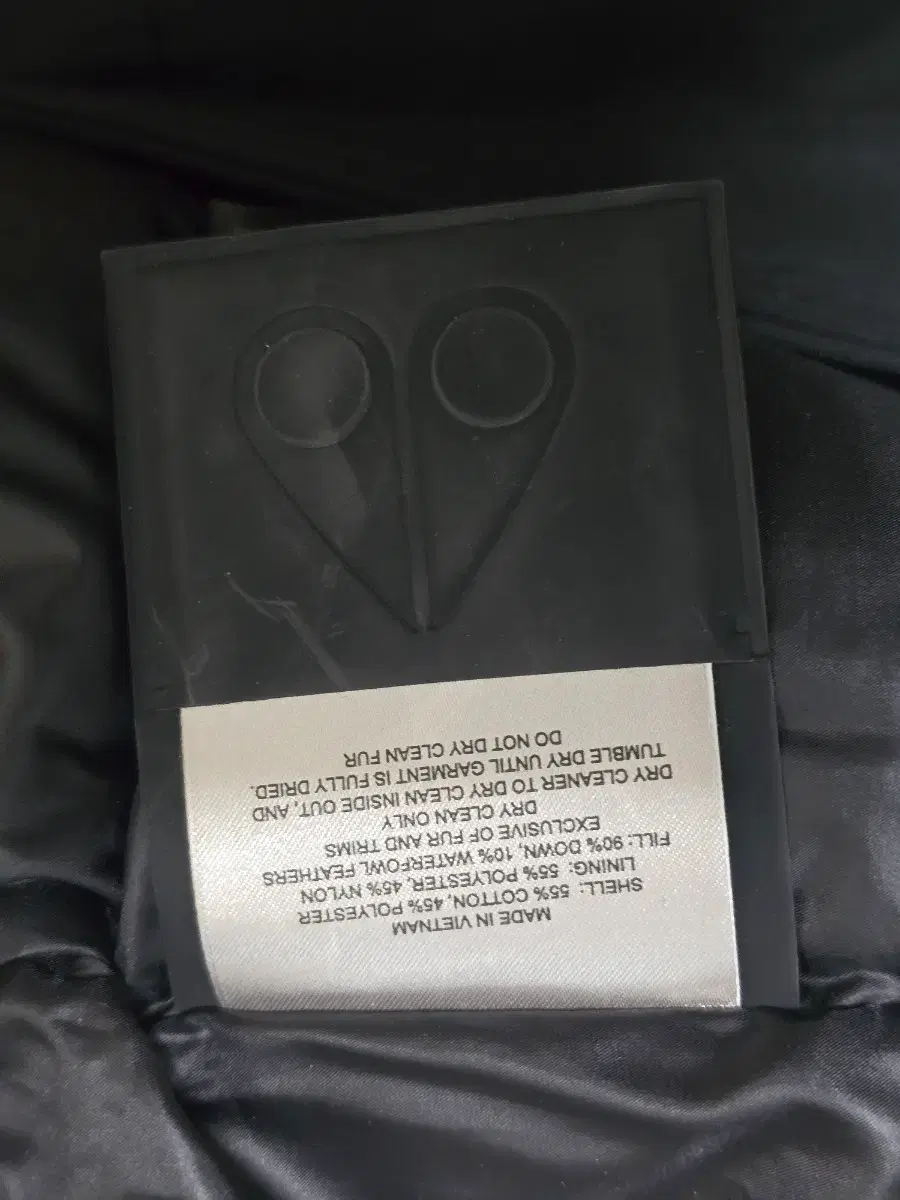 MADE IN VIETNAM
SHELL: 55% COTTON, 45% POLYESTER
LINING: 55% POLYESTER, 45% NYLON
FILL: 90% DOWN, 10% WATERFOWL FEATHERS
EXCLUSIVE OF FUR AND TRIMS
DRY CLEAN ONLY
DRY CLEANER TO DRY CLEAN INSIDE OUT, AND
TUMBLE DRY UNTIL GARMENT IS FULLY DRIED.
DO NOT DRY CLEAN FUR